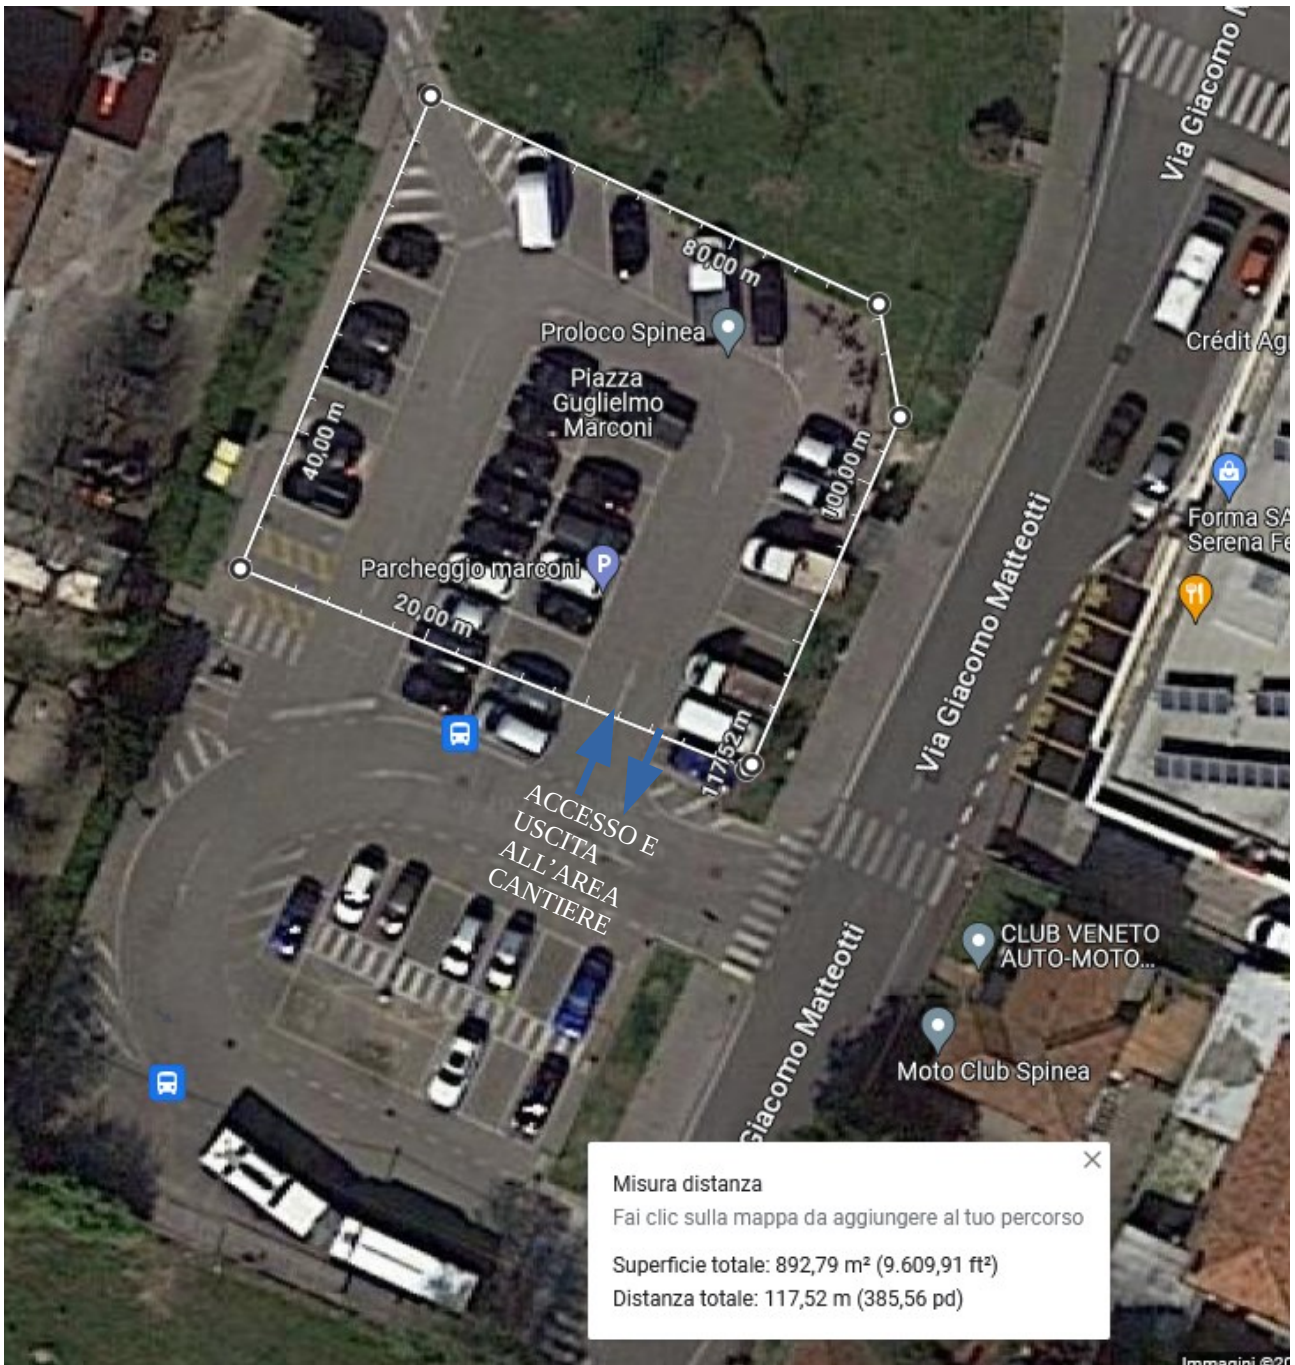 Via Giacomo M
80,00 m
Proloco Spinea
Piazza
Guglielmo
Marconi
Crédit Ag
40,00 m
100,00 m
Forma SA
Serena Fe
Parcheggio marconi
P
20,00 m
Via Giacomo Matteotti
117,52 m
ACCESSO E
USCITA
ALL'AREA
CANTIERE
CLUB VENETO
AUTO-MOTO...
Giacomo Matteotti
Moto Club Spinea
Misura distanza
Fai clic sulla mappa da aggiungere al tuo percorso
Superficie totale: 892,79 m² (9.609,91 ft²)
Distanza totale: 117,52 m (385,56 pd)
Immagini ©20